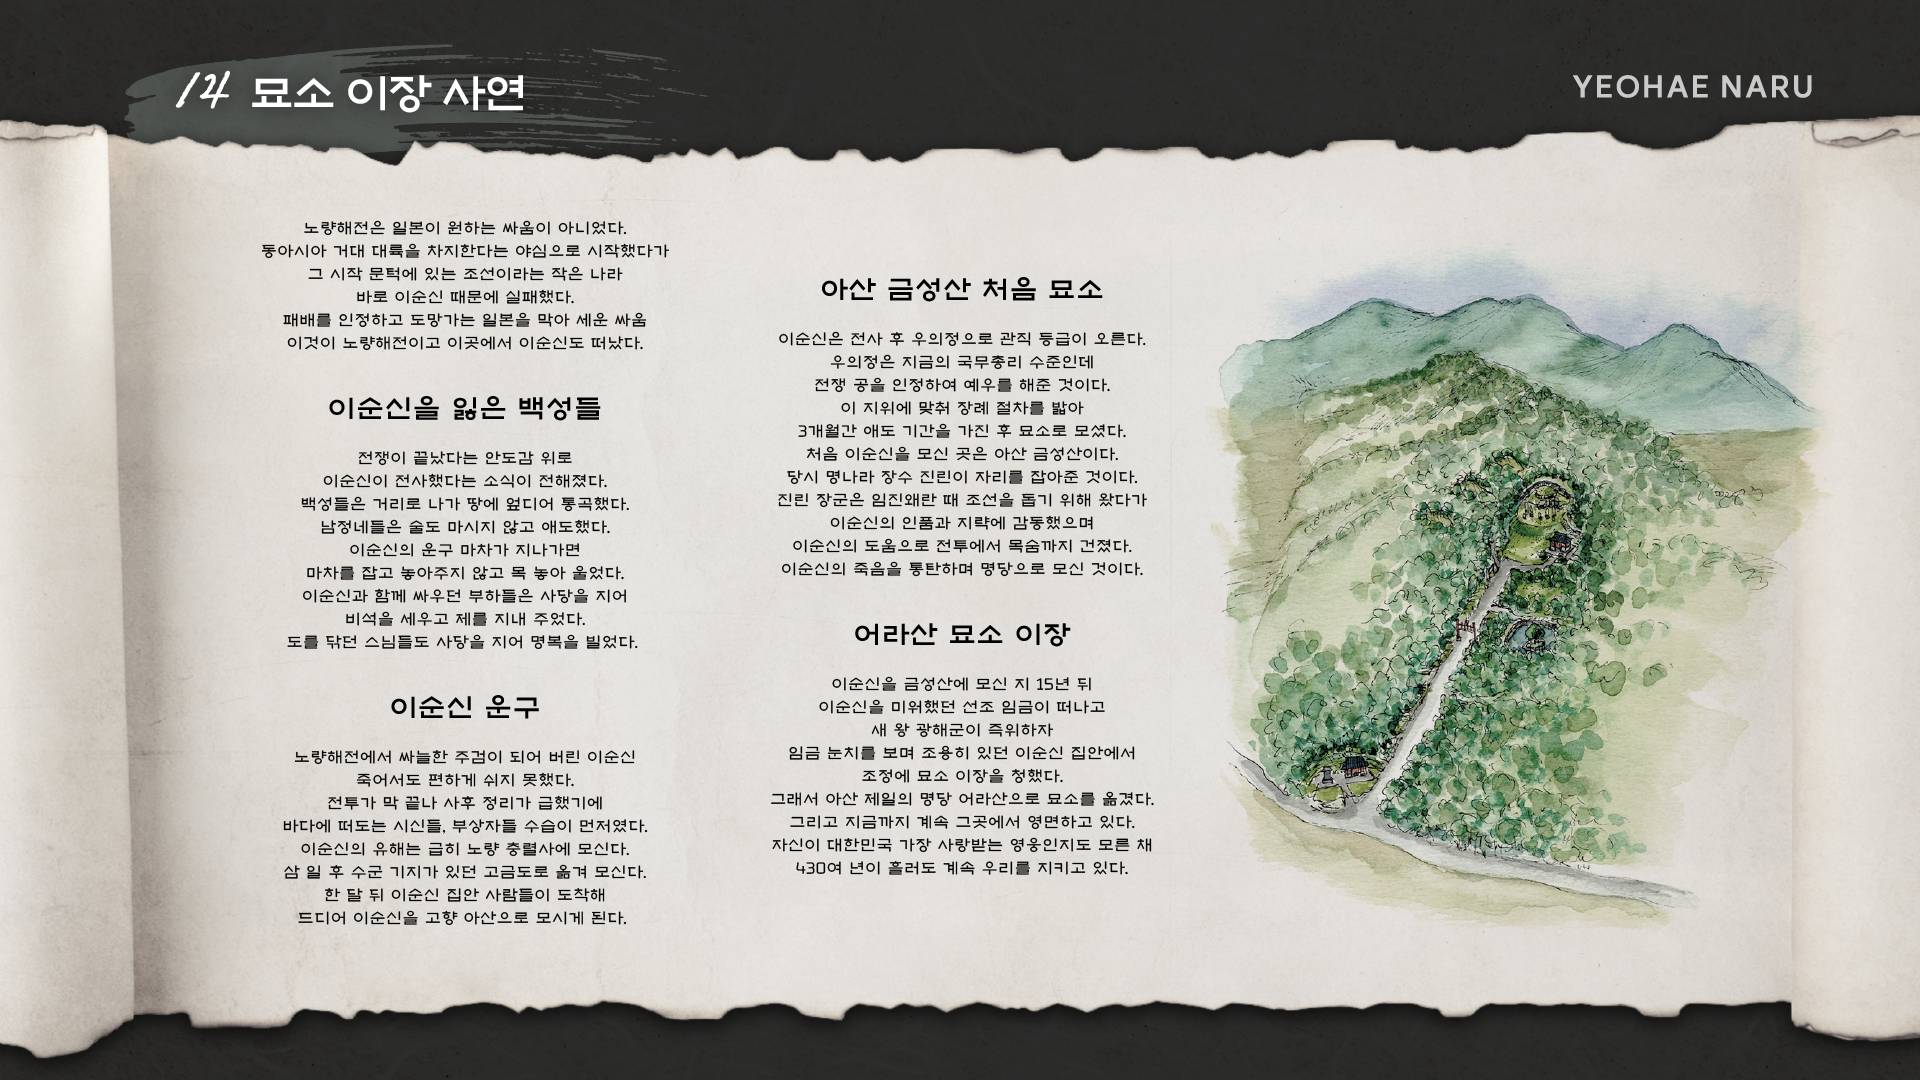 14 묘소 이장 사연
YEOHAE NARU
노량해전은 일본이 원하는 싸움이 아니었다.
동아시아 거대 대륙을 차지한다는 야심으로 시작했다가
그 시작 문턱에 있는 조선이라는 작은 나라
바로 이순신 때문에 실패했다.
패배를 인정하고 도망가는 일본을 막아 세운 싸움
이것이 노량해전이고 이곳에서 이순신도 떠났다.
이순신을 잃은 백성들
전쟁이 끝났다는 안도감 위로
이순신이 전사했다는 소식이 전해졌다.
백성들은 거리로 나가 땅에 엎디어 통곡했다.
남정네들은 술도 마시지 않고 애도했다.
이순신의 운구 마차가 지나가면
마차를 잡고 놓아주지 않고 목 놓아 울었다.
이순신과 함께 싸우던 부하들은 사당을 지어
비석을 세우고 제를 지내 주었다.
도를 닦던 스님들도 사당을 지어 명복을 빌었다.
이순신 운구
노량해전에서 싸늘한 주검이 되어 버린 이순신
죽어서도 편하게 쉬지 못했다.
전투가 막 끝나 사후 정리가 급했기에
바다에 떠도는 시신들, 부상자들 수습이 먼저였다.
이순신의 유해는 급히 노량 충렬사에 모신다.
삼 일 후 수군 기지가 있던 고금도로 옮겨 모신다.
한 달 뒤 이순신 집안 사람들이 도착해
드디어 이순신을 고향 아산으로 모시게 된다.
아산 금성산 처음 묘소
이순신은 전사 후 우의정으로 관직 등급이 오른다.
우의정은 지금의 국무총리 수준인데
전쟁 공을 인정하여 예우를 해준 것이다.
이 지위에 맞춰 장례 절차를 밟아
3개월간 애도 기간을 가진 후 묘소로 모셨다.
처음 이순신을 모신 곳은 아산 금성산이다.
당시 명나라 장수 진린이 자리를 잡아준 것이다.
진린 장군은 임진왜란 때 조선을 돕기 위해 왔다가
이순신의 인품과 지략에 감동했으며
이순신의 도움으로 전투에서 목숨까지 건졌다.
이순신의 죽음을 통탄하며 명당으로 모신 것이다.
어라산 묘소 이장
이순신을 금성산에 모신 지 15년 뒤
이순신을 미워했던 선조 임금이 떠나고
새 왕 광해군이 즉위하자
임금 눈치를 보며 조용히 있던 이순신 집안에서
조정에 묘소 이장을 청했다.
그래서 아산 제일의 명당 어라산으로 묘소를 옮겼다.
그리고 지금까지 계속 그곳에서 영면하고 있다.
자신이 대한민국 가장 사랑받는 영웅인지도 모른 채
430여 년이 흘러도 계속 우리를 지키고 있다.